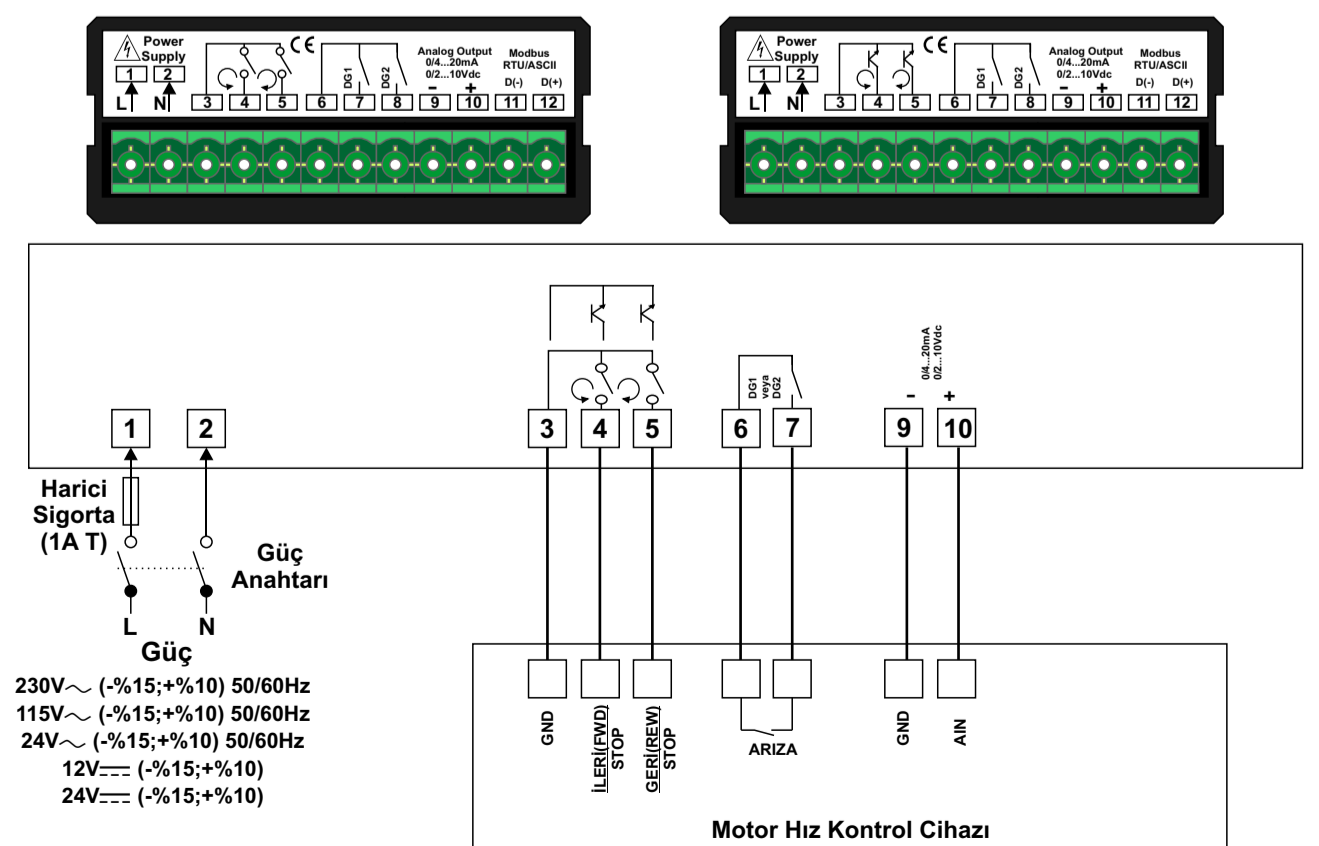 Power
Supply
CE
Analog Output
0/4...20mA
0/2...10Vdc
Modbus
RTU/ASCII
DG1
DG2
- +
D(-) D(+)
1 2 3 4 5 6 7 8 9 10 11 12
L N
Power
Supply
CE
Analog Output
0/4...20mA
0/2...10Vdc
Modbus
RTU/ASCII
DG1
DG2
- +
D(-) D(+)
1 2 3 4 5 6 7 8 9 10 11 12
L N
DG1
veya
DG2
0/4...20mA
0/2...10Vdc
- +
1 2 3 4 5 6 7 9 10
Harici
Sigorta
(1A T)
Güç
Anahtarı
L N
Güç
230V~ (-%15;+%10) 50/60Hz
115V~ (-%15;+%10) 50/60Hz
24V~ (-%15;+%10) 50/60Hz
12V⎓ (-%15;+%10)
24V⎓ (-%15;+%10)
GND
İLERİ(FWD)
STOP
GERİ(REW)
STOP
ARIZA
GND
AIN
Motor Hız Kontrol Cihazı